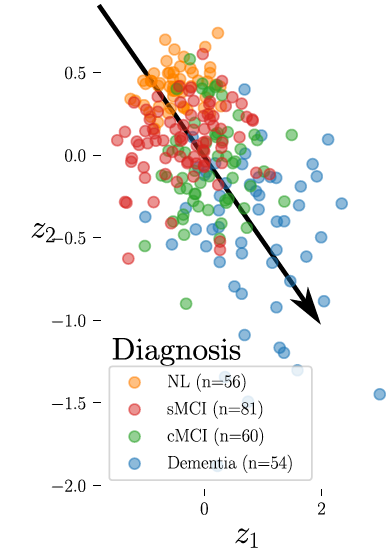 0.5
0.0
z2
−0.5
−1.0
Diagnosis
NL (n=56)
sMCI (n=81)
−1.5
cMCI (n=60)
Dementia (n=54)
−2.0
0 2
z1